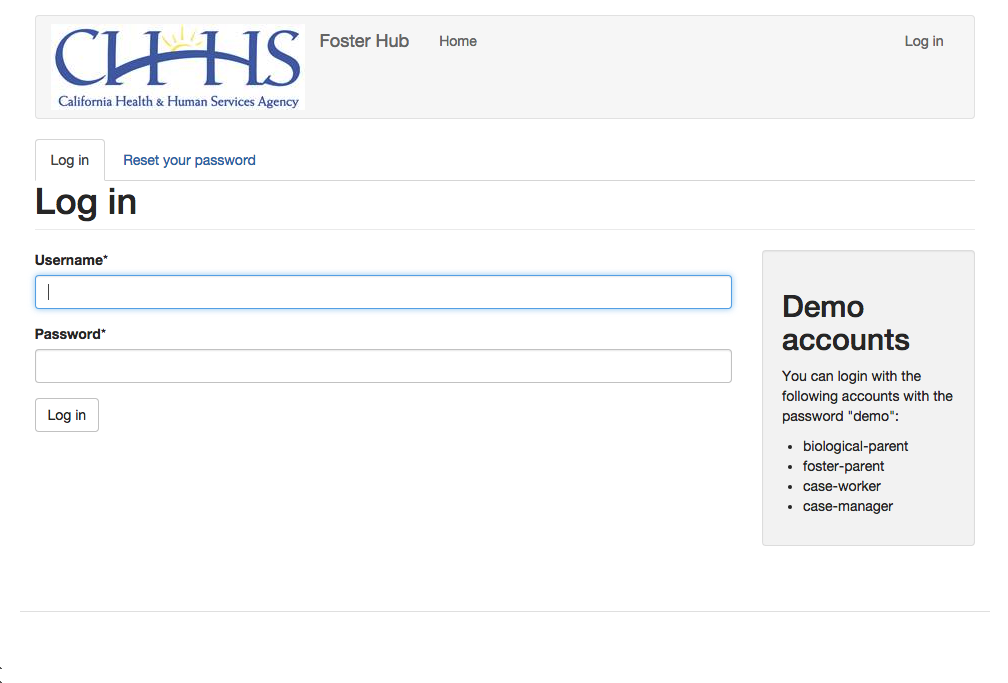 CHHS
California Health & Human Services Agency
Foster Hub
Home
Log in
Log in
Reset your password
Log in
Username*
Password*
Log in
Demo
accounts
You can login with the
following accounts with the
password "demo":
• biological-parent
• foster-parent
• case-worker
• case-manager